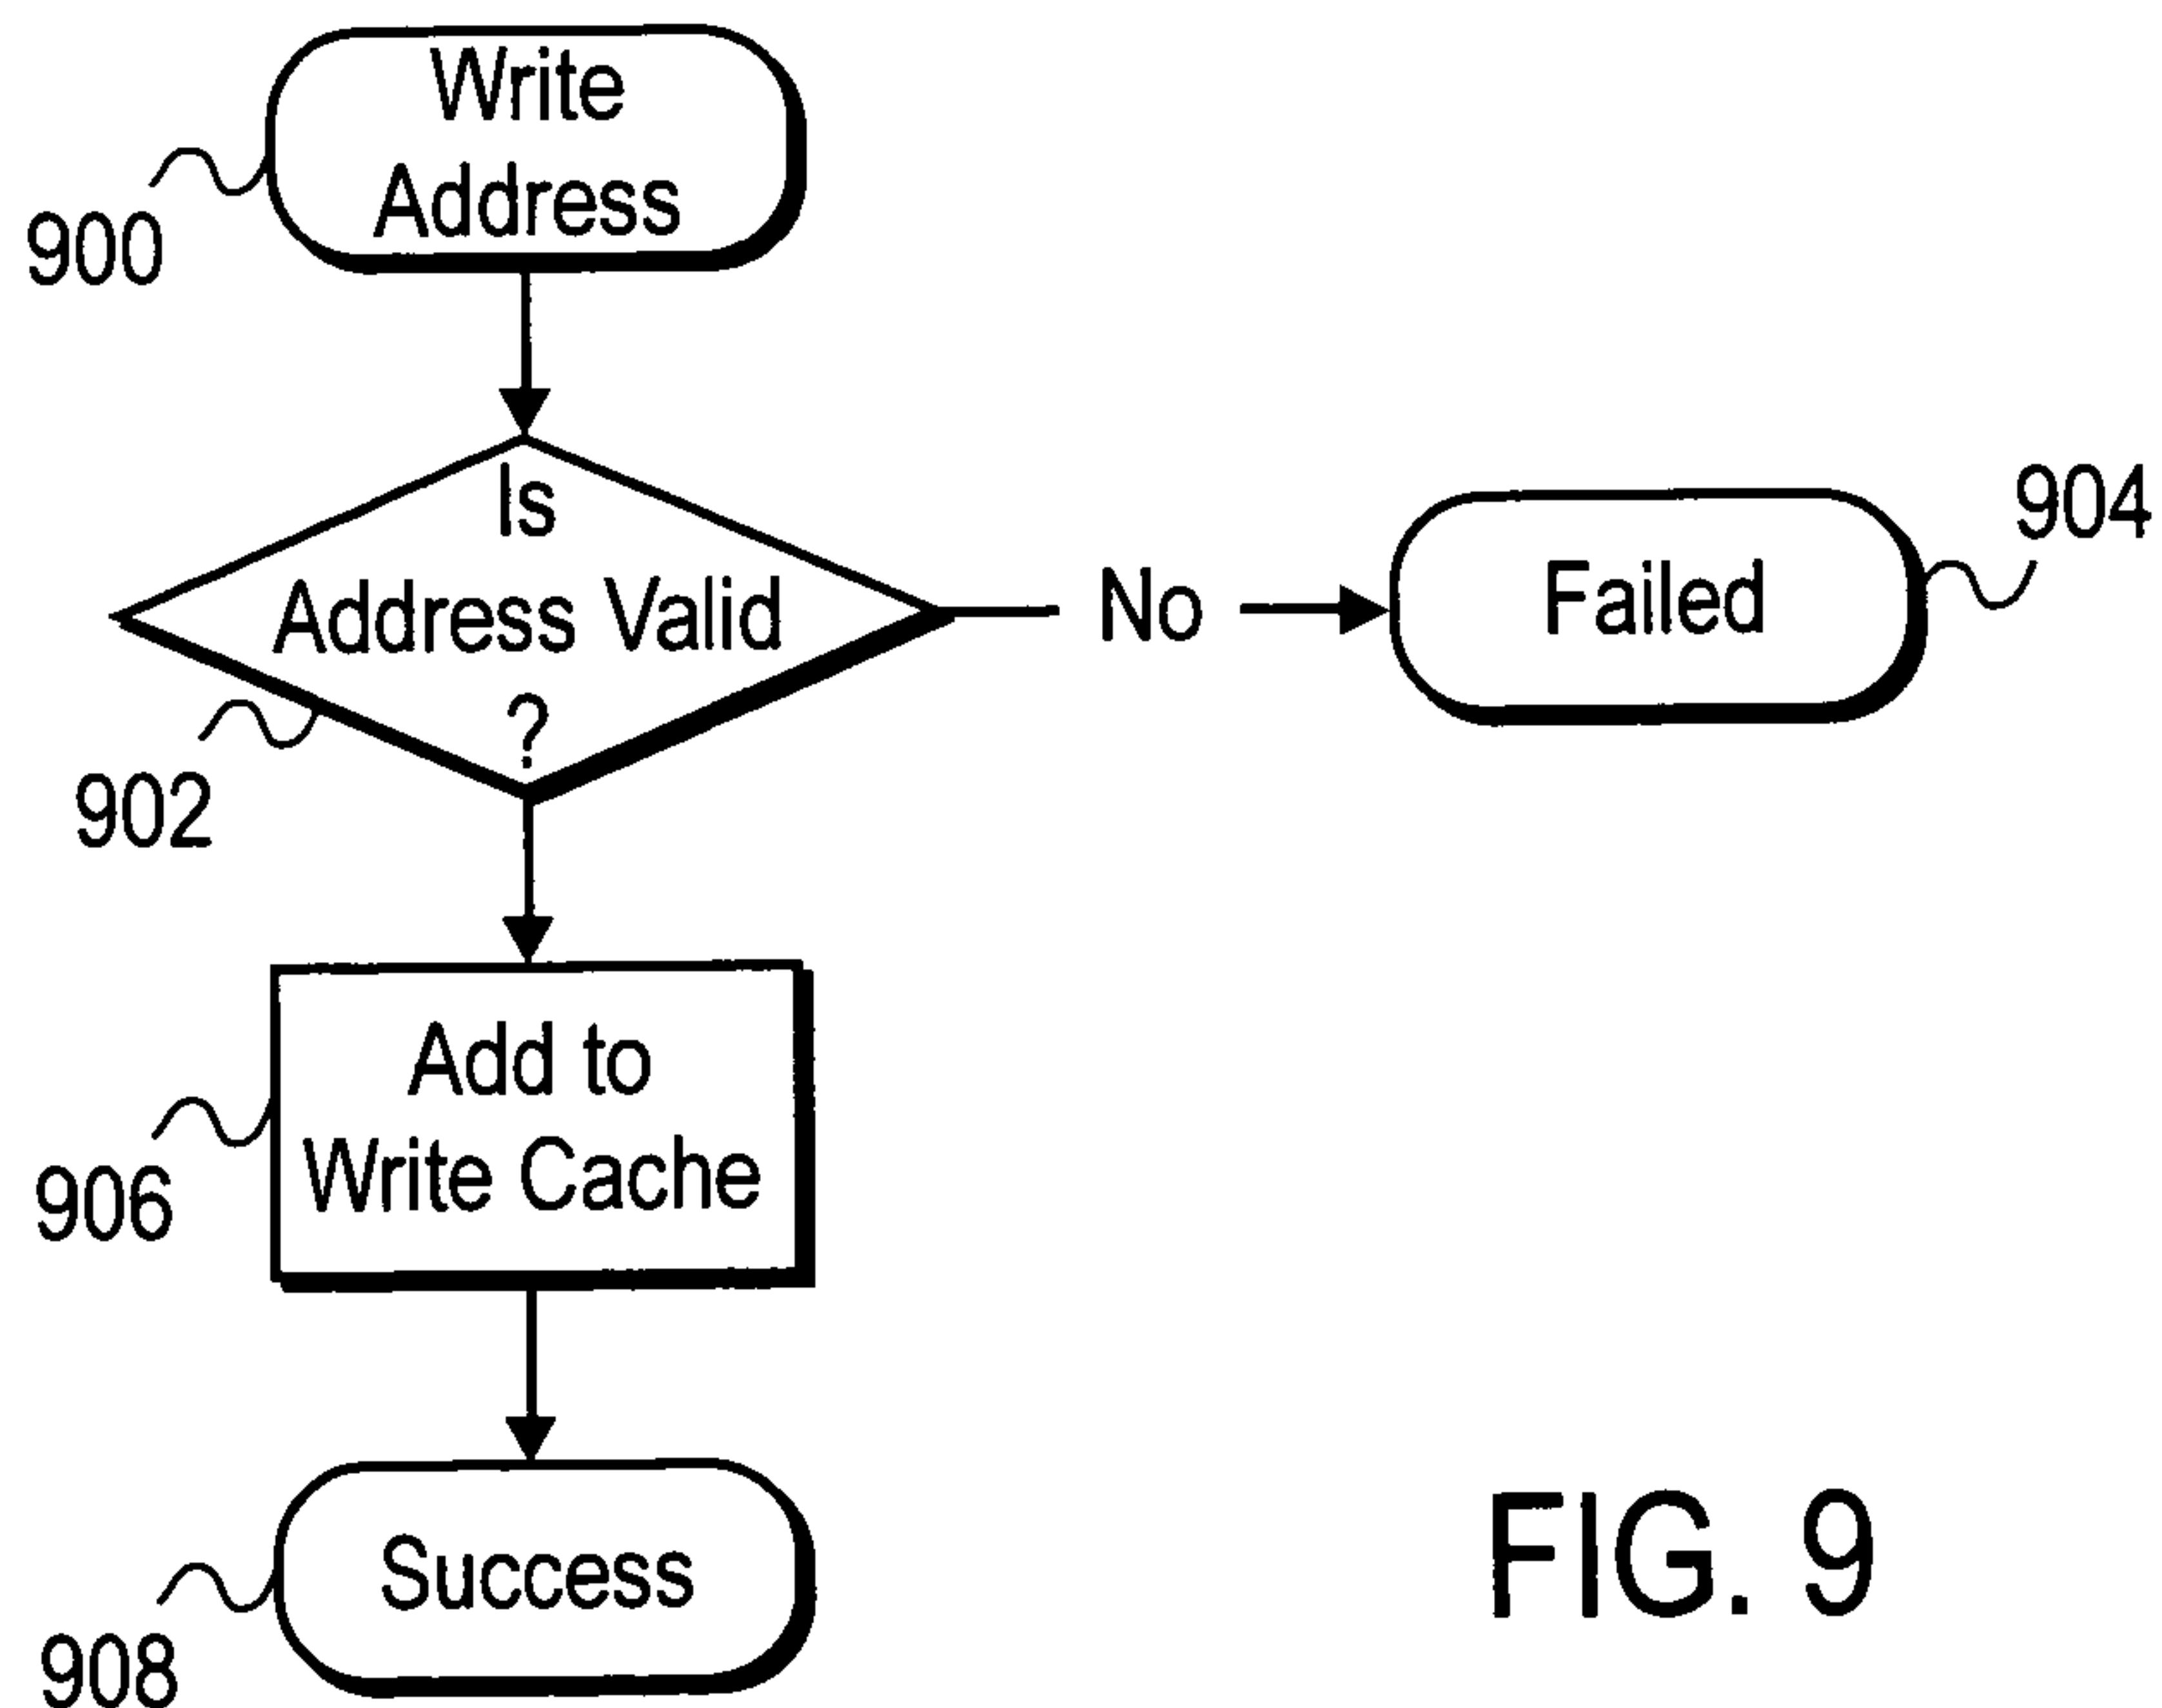 Write
Address
900
Is
Address Valid
?
902
No
Failed
904
Add to
Write Cache
906
Success
908
FIG. 9